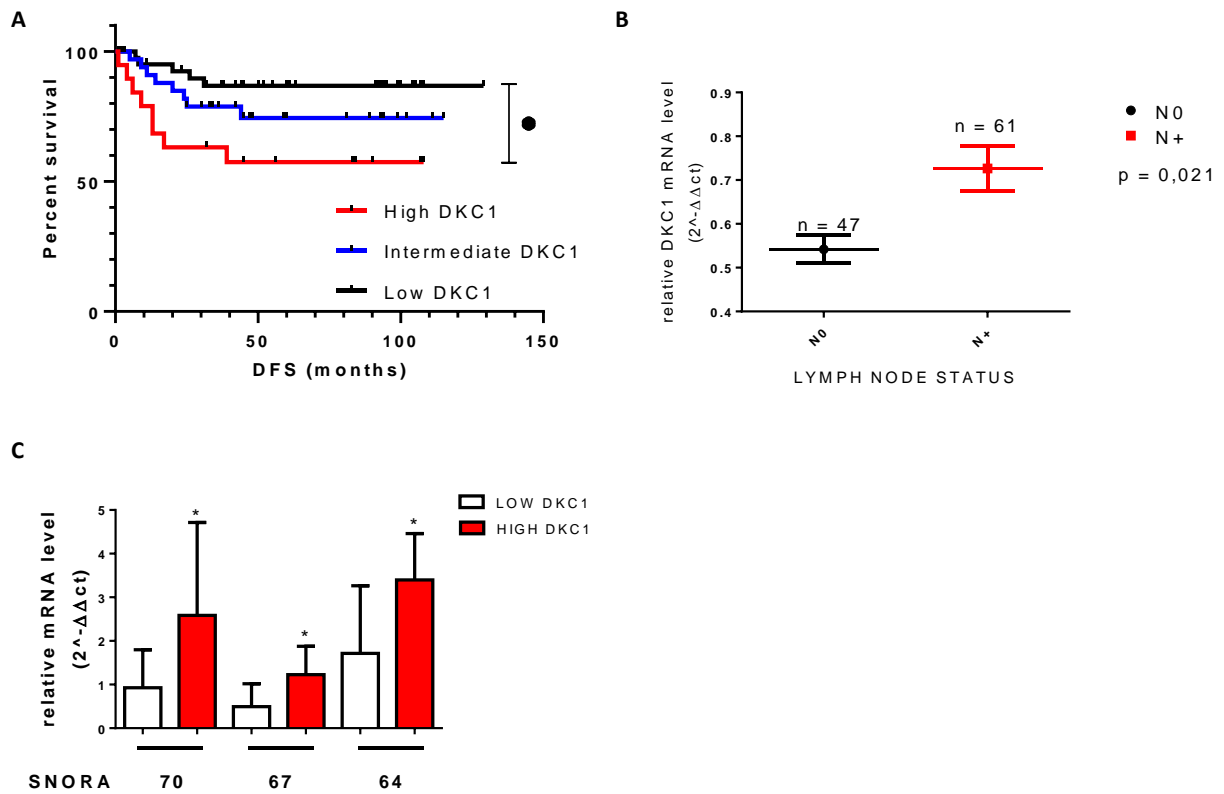 A
Percent survival
100
50
0
0 50 100 150
DFS (months)
High DKC1
Intermediate DKC1
Low DKC1
B
relative DKC1 mRNA level
(2^-ΔΔct)
0.9
0.8
0.7
0.6
0.5
0.4
n = 47
n = 61
N0
N+
LYMPH NODE STATUS
N0
N+
p = 0,021
C
relative mRNA level
(2^-ΔΔct)
5
4
3
2
1
0
* * *
LOW DKC1
HIGH DKC1
SNORA 70 67 64